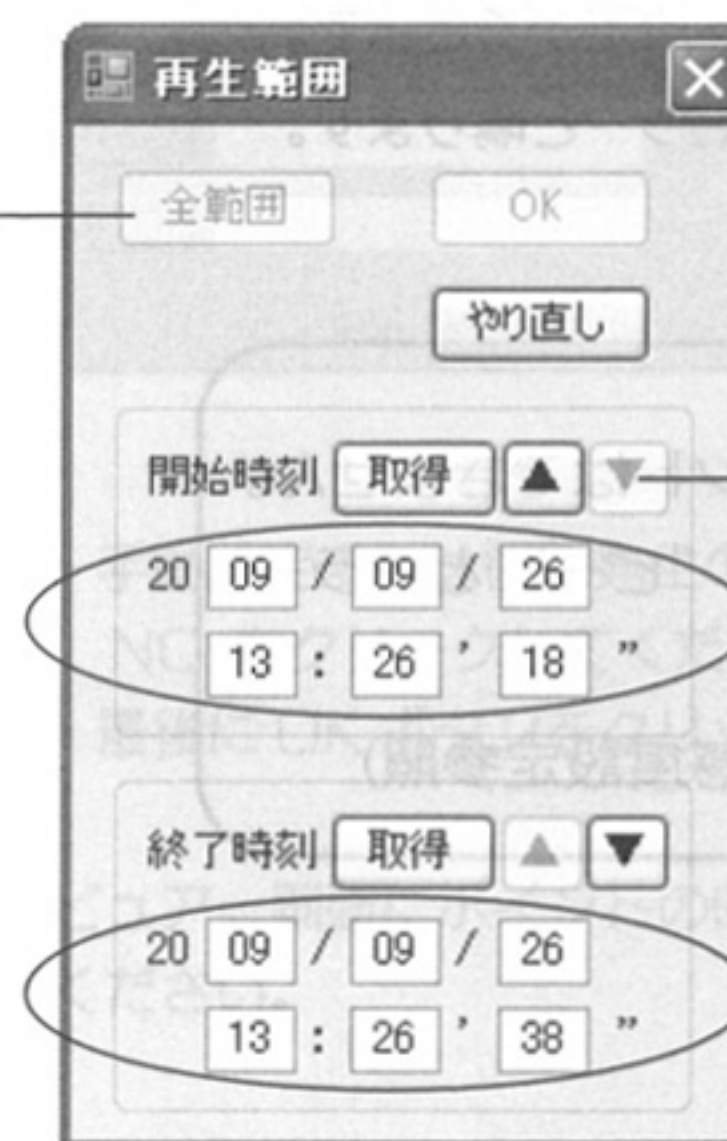 再生範囲
全範囲 OK
やり直し
開始時刻 取得 ▲ ▼
20 09 / 09 / 26
13 : 26 ’ 18 ”
終了時刻 取得 ▲ ▼
20 09 / 09 / 26
13 : 26 ’ 38 ”